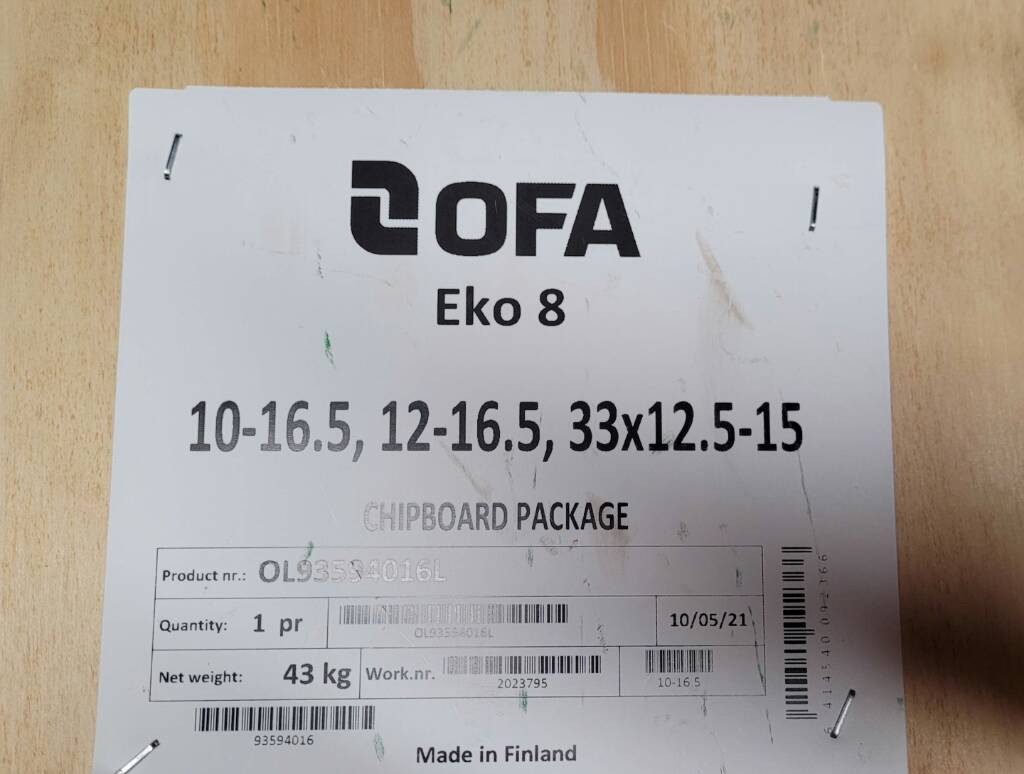 OFA
Eko 8
10-16.5, 12-16.5, 33x12.5-15
CHIPBOARD PACKAGE
Product nr.: OL93594016L
Quantity: 1 pr
OL93594016L
10/05/21
Net weight: 43 kg
Work.nr.
2023795
10-16.5
93594016
Made in Finland